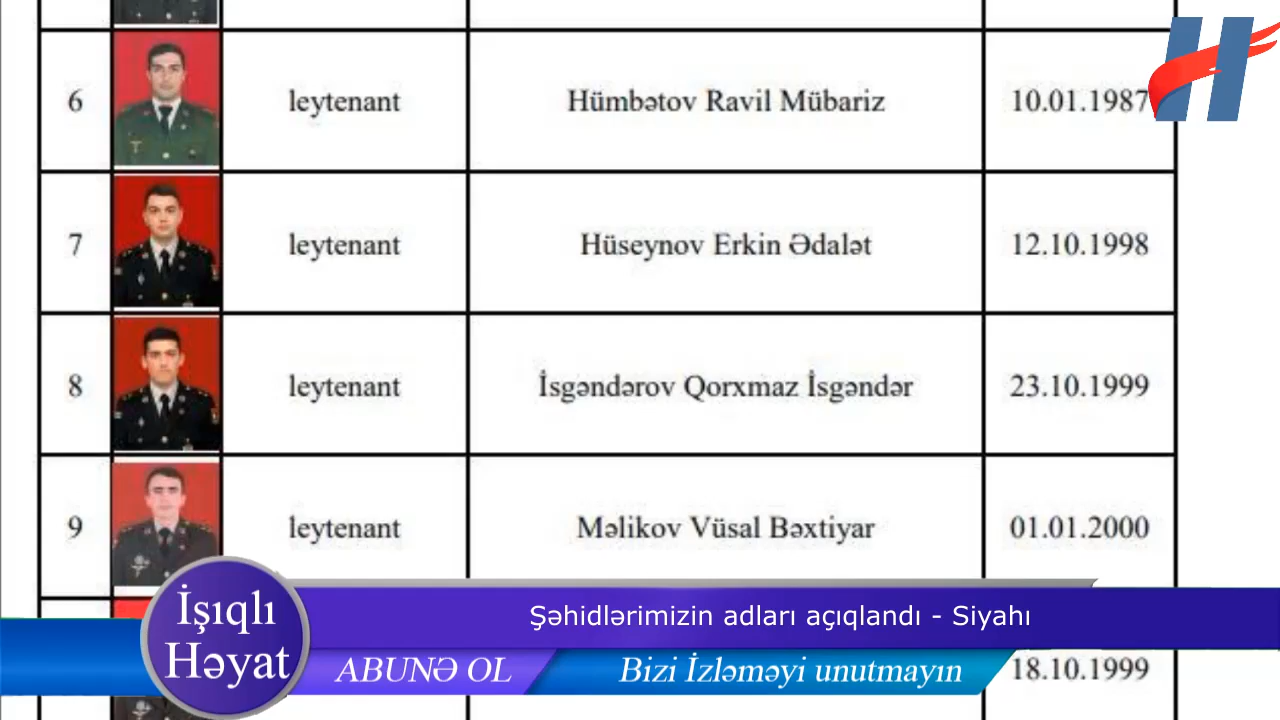 6 leytenant Hümbətov Ravil Mübariz 10.01.1987
7 leytenant Hüseynov Erkin Ədalət 12.10.1998
8 leytenant İsgəndərov Qorxmaz İsgəndər 23.10.1999
9 leytenant Məlikov Vüsal Bəxtiyar 01.01.2000
İşıqlı
Həyat
Şəhidlərimizin adları açıqlandı - Siyahı
ABUNƏ OL Bizi İzləməyi unutmayın 18.10.1999
H